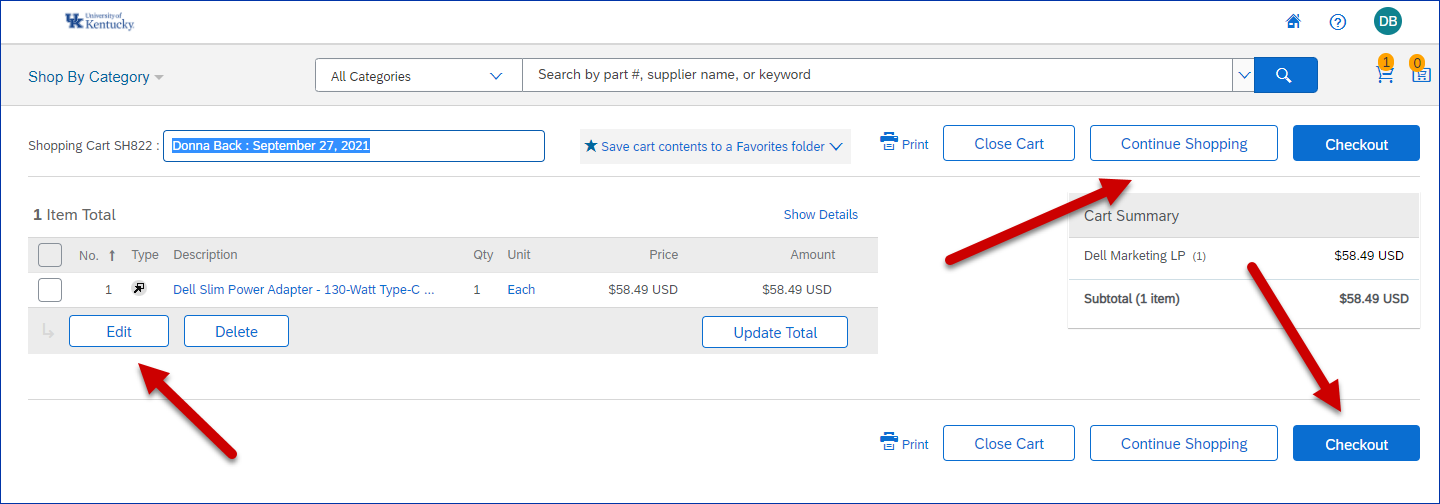 University of
Kentucky.
DB
Shop By Category
All Categories
Search by part #, supplier name, or keyword
1
0
Shopping Cart SH822 :
Donna Back : September 27, 2021
Save cart contents to a Favorites folder
Print
Close Cart
Continue Shopping
Checkout
1 Item Total
Show Details
Cart Summary
No. ↑ Type Description Qty Unit Price Amount
Dell Marketing LP (1) $58.49 USD
1 Dell Slim Power Adapter - 130-Watt Type-C ... 1 Each $58.49 USD $58.49 USD
Subtotal (1 item) $58.49 USD
Edit
Delete
Update Total
Print
Close Cart
Continue Shopping
Checkout